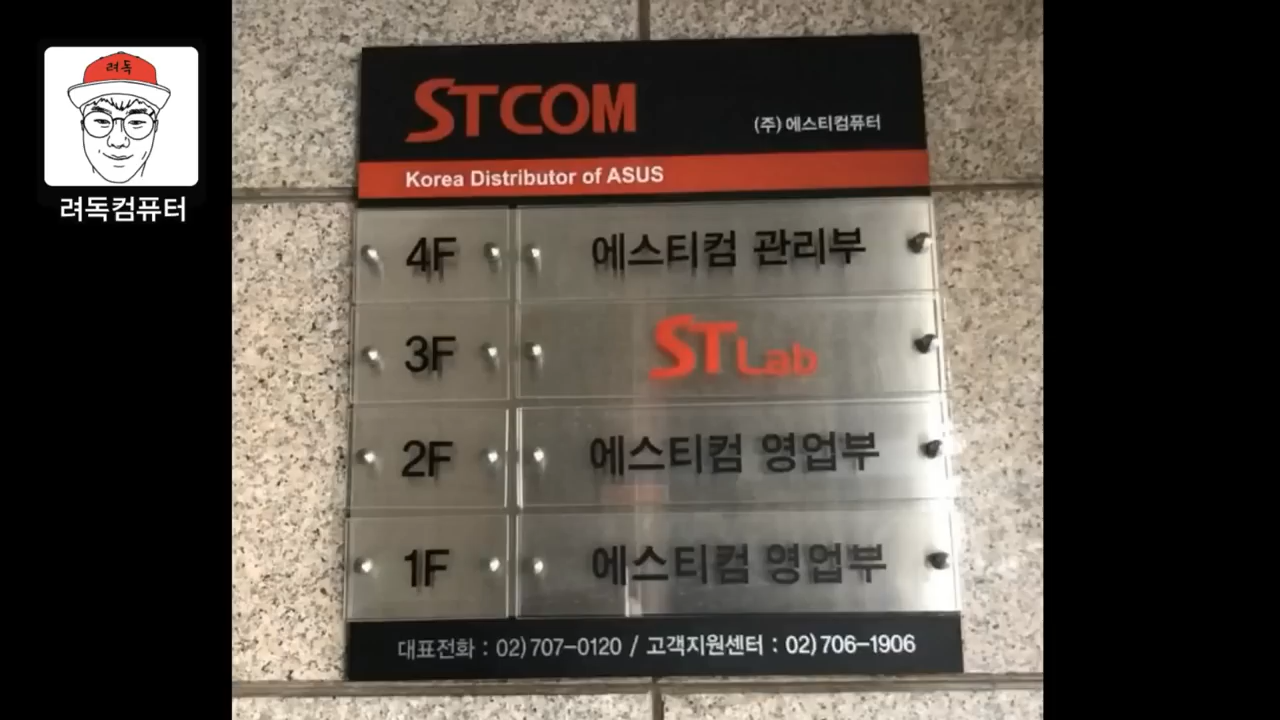 려독
려독컴퓨터
STCOM
(주) 에스티컴퓨터
Korea Distributor of ASUS
4F 에스티컴 관리부
3F ST Lab
2F 에스티컴 영업부
1F 에스티컴 영업부
대표전화 : 02) 707-0120 / 고객지원센터 : 02) 706-1906